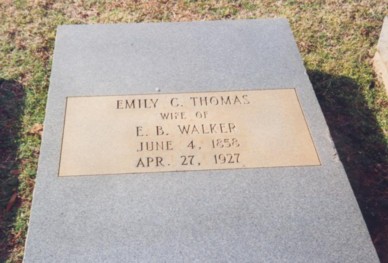 EMILY C. THOMAS
WIFE OF
E. B. WALKER
JUNE 4, 1858
APR. 27, 1927